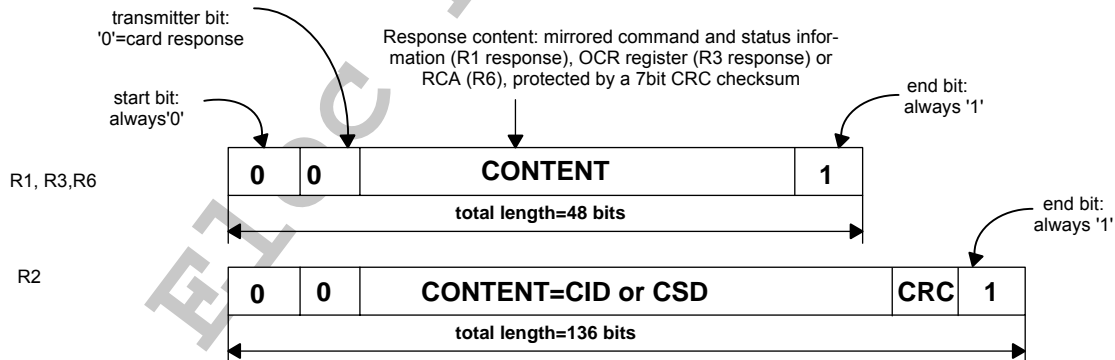 transmitter bit:
'0'=card response
Response content: mirrored command and status infor-
mation (R1 response), OCR register (R3 response) or
RCA (R6), protected by a 7bit CRC checksum
start bit:
always'0'
end bit:
always '1'
R1, R3,R6
0 0 CONTENT 1
total length=48 bits
end bit:
always '1'
R2
0 0 CONTENT=CID or CSD CRC 1
total length=136 bits
Eloc